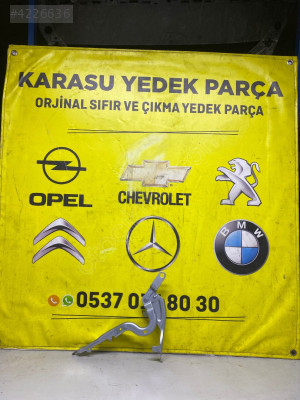 #4226636
KARASU YEDEK PARÇA
ORJİNAL SIFIR VE ÇIKMA YEDEK PARÇA
OPEL
CHEVROLET
BMW
0537 0 80 30